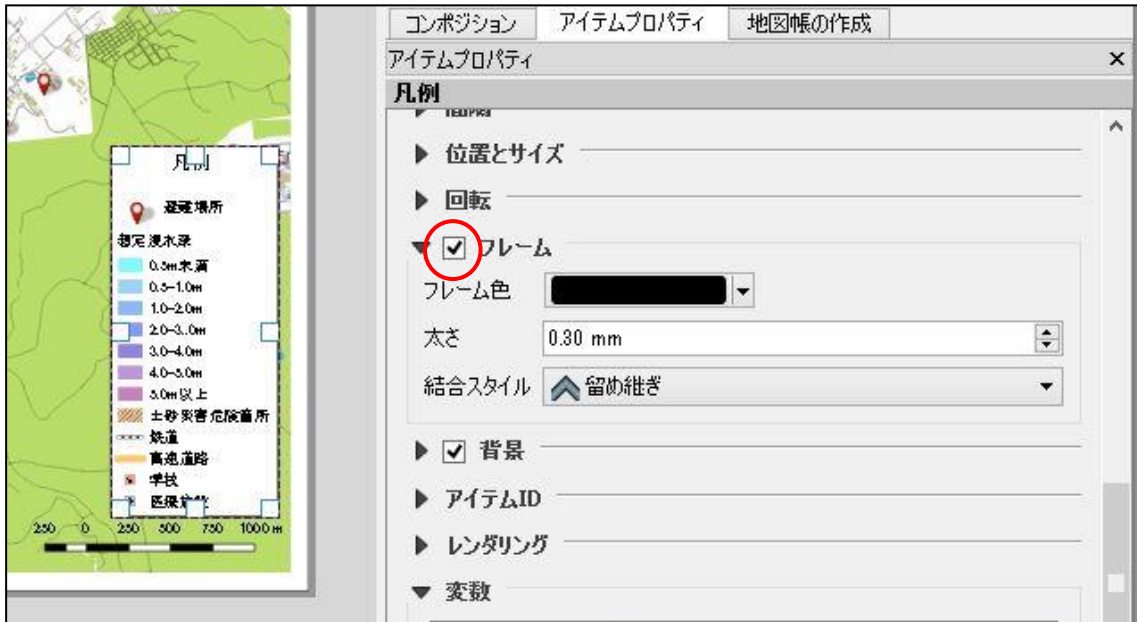 凡例
避難場所
想定浸水深
0.5m未満
0.5-1.0m
1.0-2.0m
2.0-3..0m
3.0-4.0m
4.0-5.0m
5.0m以上
土砂災害危険箇所
鉄道
高速道路
学校
医療施設
250 0 250 500 750 1000 m
コンポジション アイテムプロパティ 地図帳の作成
アイテムプロパティ ×
凡例
位置とサイズ
回転
フレーム
フレーム色
太さ 0.30 mm
結合スタイル 留め継ぎ
背景
アイテムID
レンダリング
変数